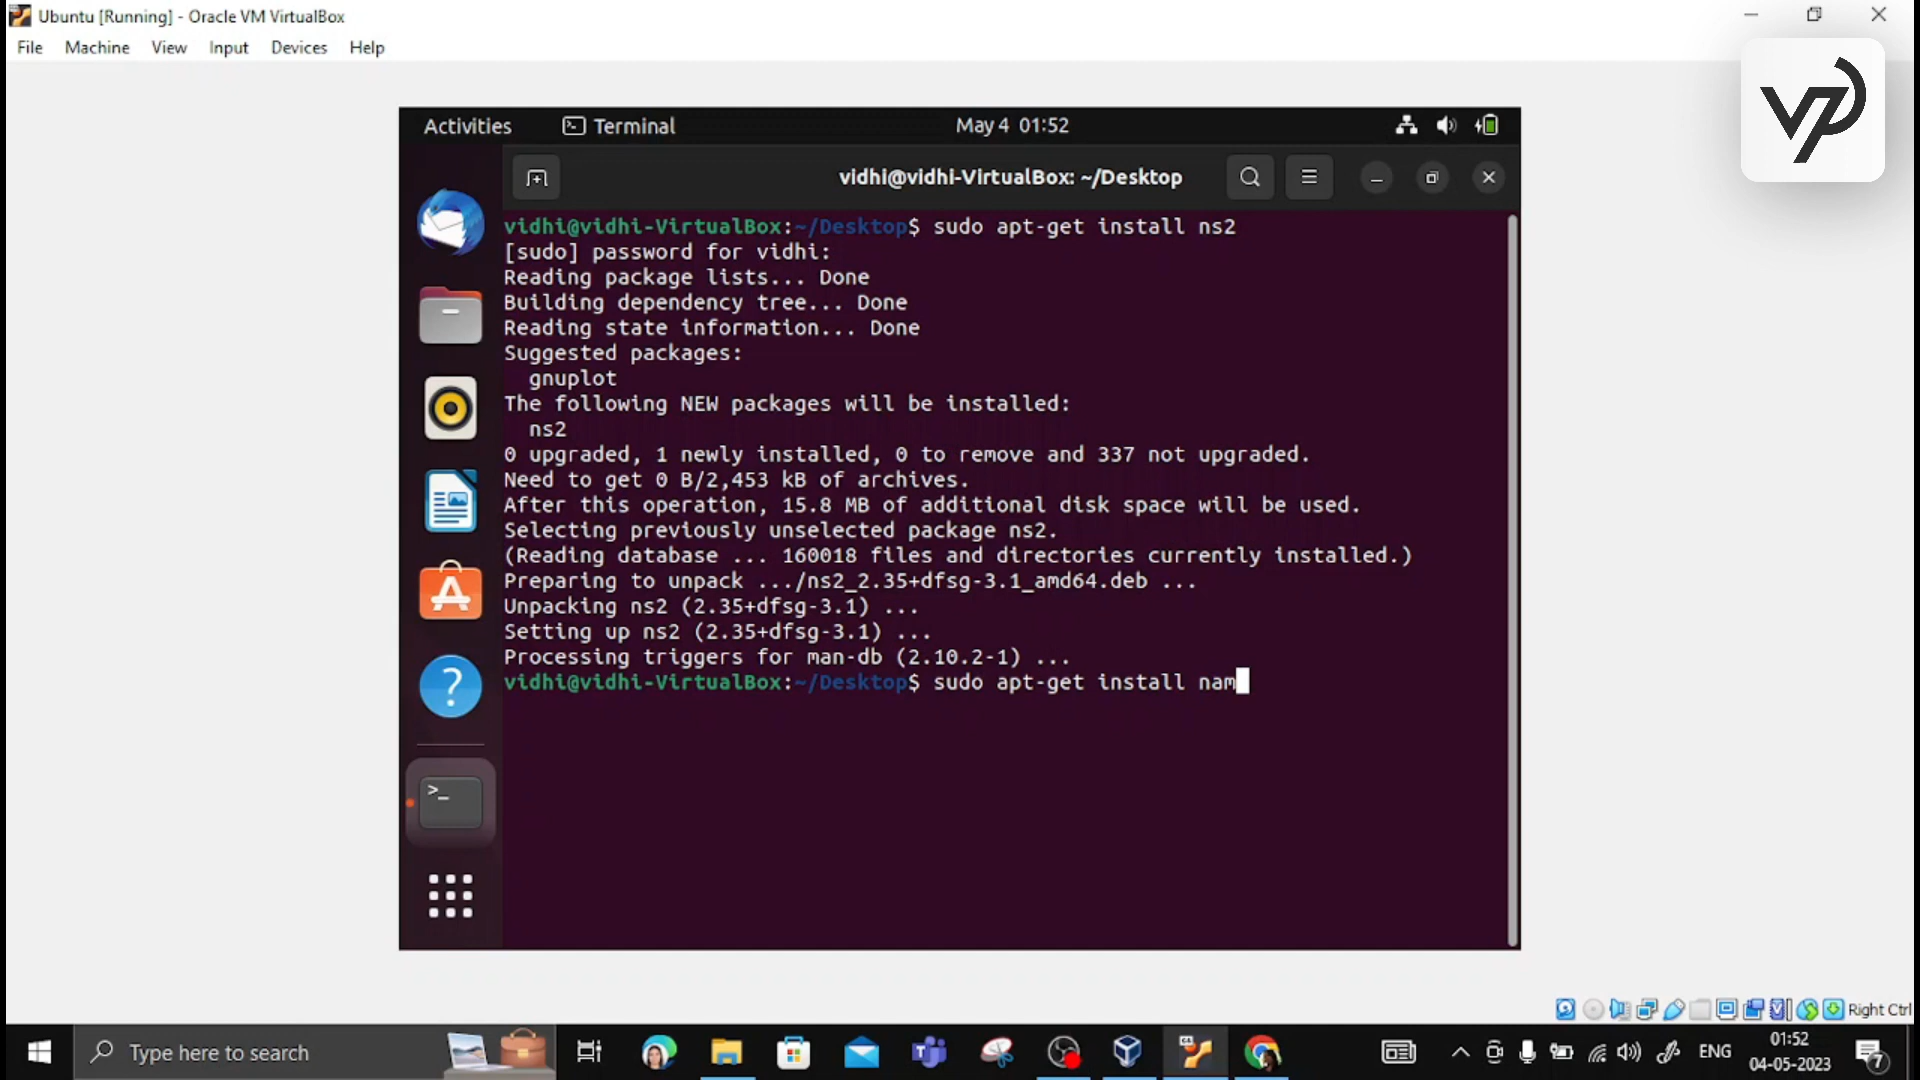 Ubuntu [Running] - Oracle VM VirtualBox
File Machine View Input Devices Help
VP
Activities Terminal May 4 01:52
vidhi@vidhi-VirtualBox: ~/Desktop
vidhi@vidhi-VirtualBox:~/Desktop$ sudo apt-get install ns2
[sudo] password for vidhi:
Reading package lists... Done
Building dependency tree... Done
Reading state information... Done
Suggested packages:
gnuplot
The following NEW packages will be installed:
ns2
0 upgraded, 1 newly installed, 0 to remove and 337 not upgraded.
Need to get 0 B/2,453 kB of archives.
After this operation, 15.8 MB of additional disk space will be used.
Selecting previously unselected package ns2.
(Reading database ... 160018 files and directories currently installed.)
Preparing to unpack .../ns2_2.35+dfsg-3.1_amd64.deb ...
Unpacking ns2 (2.35+dfsg-3.1) ...
Setting up ns2 (2.35+dfsg-3.1) ...
Processing triggers for man-db (2.10.2-1) ...
vidhi@vidhi-VirtualBox:~/Desktop$ sudo apt-get install nam
Right Ctrl
Type here to search
ENG
01:52
04-05-2023
7